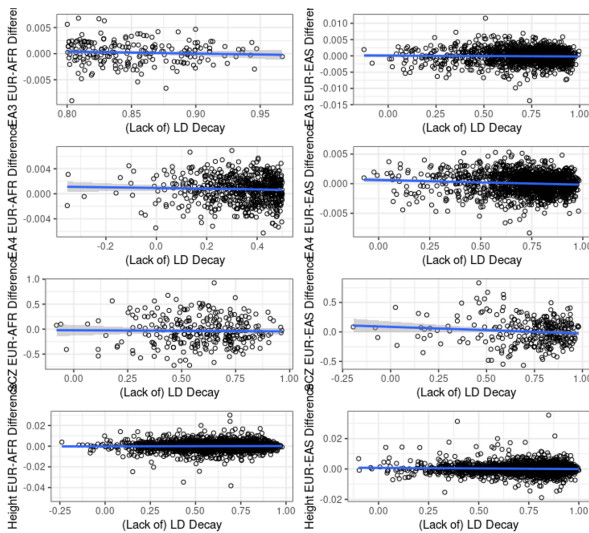 EA3 EUR-AFR
0.005
0.000
-0.005
0.80 0.85 0.90 0.95
(Lack of) LD Decay
EA3 EUR-EAS
0.010
0.005
0.000
-0.005
-0.010
-0.015
0.00 0.25 0.50 0.75 1.00
(Lack of) LD Decay
EA4 EUR-AFR Difference
0.004
0.000
-0.004
-0.2 0.0 0.2 0.4
(Lack of) LD Decay
EA4 EUR-EAS Difference
0.005
0.000
-0.005
0.00 0.25 0.50 0.75 1.0
(Lack of) LD Decay
SCZ EUR-AFR Difference
1.0
0.5
0.0
-0.5
0.00 0.25 0.50 0.75 1.00
(Lack of) LD Decay
SCZ EUR-EAS Difference
0.5
0.0
-0.5
-0.25 0.00 0.25 0.50 0.75 1.0
(Lack of) LD Decay
Height EUR-AFR Difference
0.02
0.00
-0.02
-0.04
-0.25 0.00 0.25 0.50 0.75 1.00
(Lack of) LD Decay
Height EUR-EAS Difference
0.02
0.00
-0.02
0.00 0.25 0.50 0.75 1.00
(Lack of) LD Decay